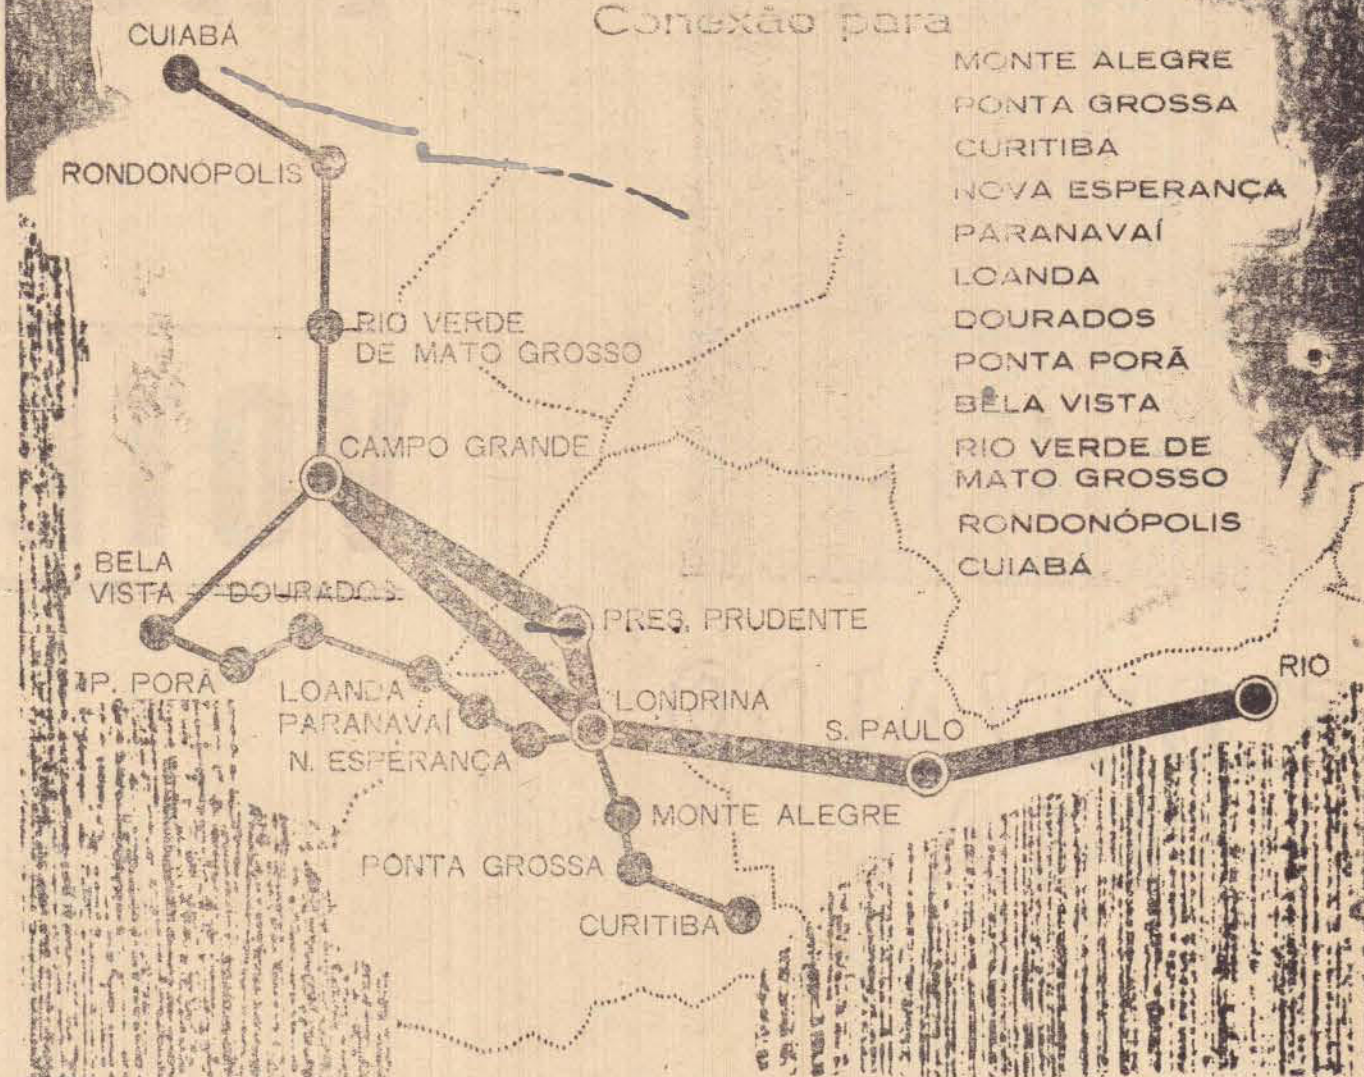 Conexão para
MONTE ALEGRE
PONTA GROSSA
CURITIBA
NOVA ESPERANÇA
PARANAVAÍ
LOANDA
DOURADOS
PONTA PORÃ
BELA VISTA
RIO VERDE DE
MATO GROSSO
RONDONÓPOLIS
CUIABÁ
CUIABÁ
RONDONÓPOLIS
RIO VERDE
DE MATO GROSSO
CAMPO GRANDE
BELA
VISTA
DOURADOS
PRES. PRUDENTE
P. PORÃ
LOANDA
PARANAVAÍ
N. ESPERANÇA
LONDRINA
S. PAULO
RIO
MONTE ALEGRE
PONTA GROSSA
CURITIBA